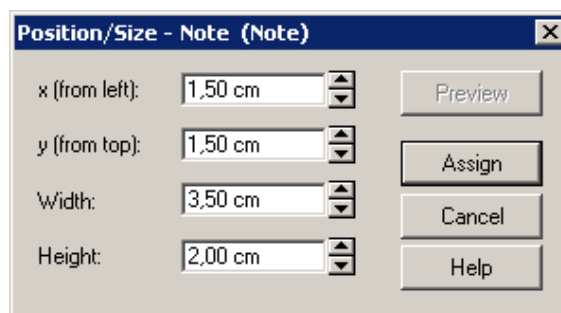 Position/Size - Note (Note)
x (from left): 1,50 cm Preview
y (from top): 1,50 cm Assign
Width: 3,50 cm Cancel
Height: 2,00 cm Help